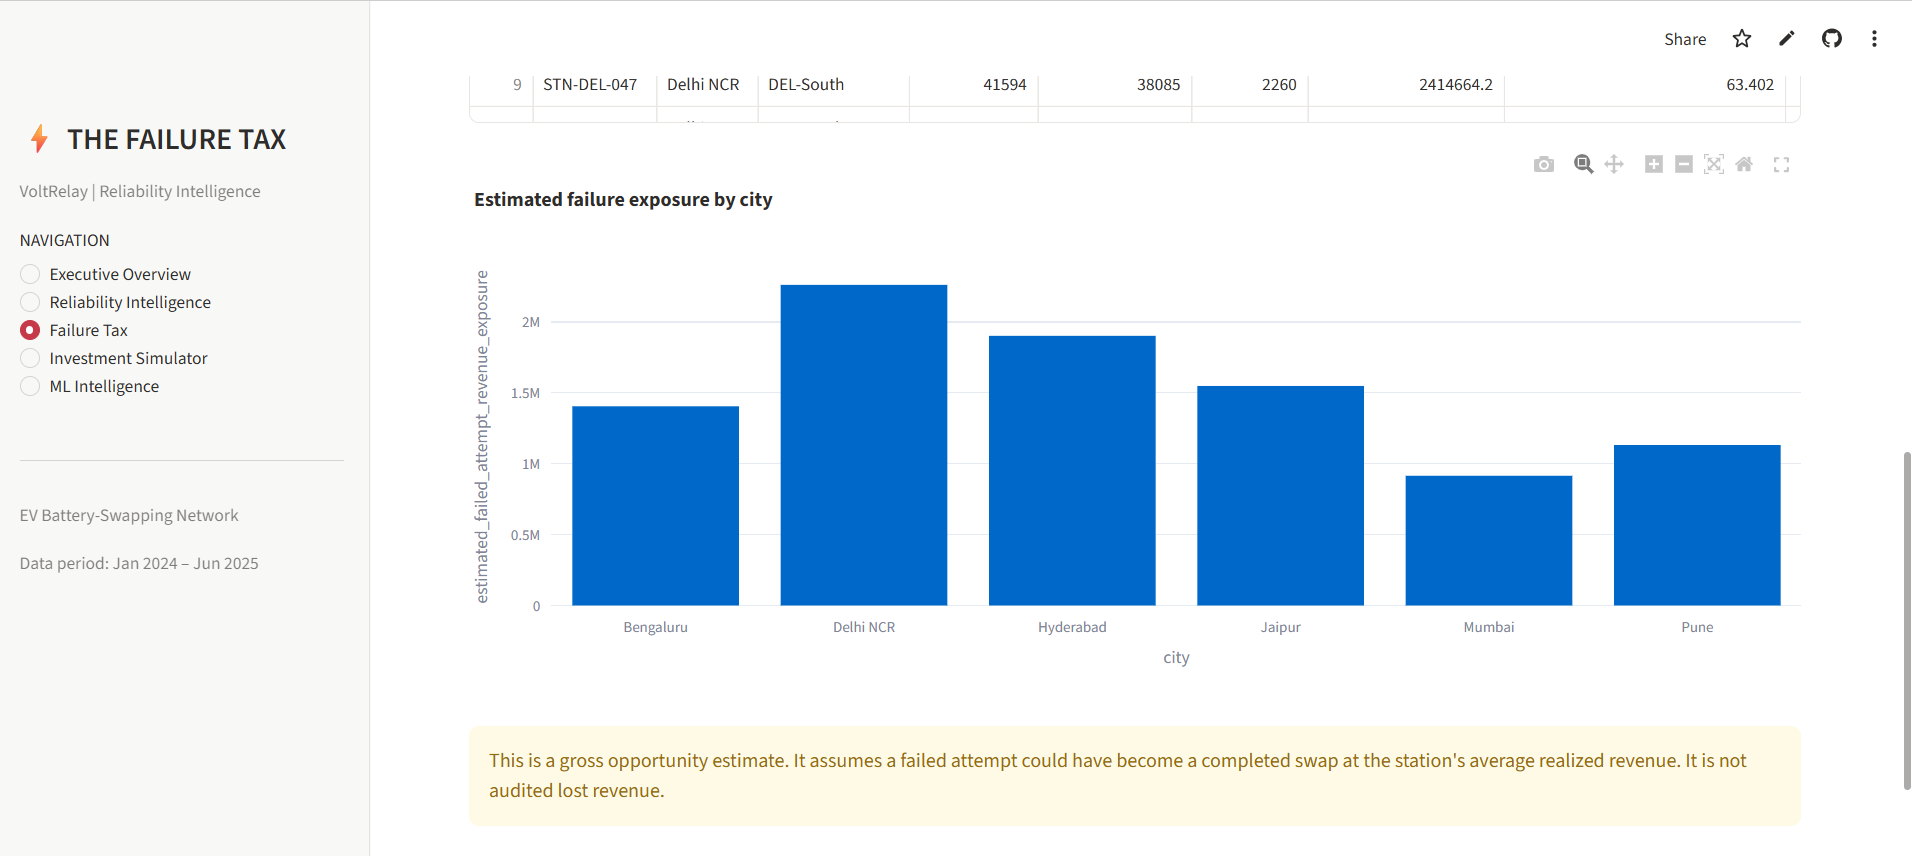 Share
THE FAILURE TAX
VoltRelay | Reliability Intelligence
NAVIGATION
Executive Overview
Reliability Intelligence
Failure Tax
Investment Simulator
ML Intelligence
EV Battery-Swapping Network
Data period: Jan 2024 – Jun 2025
9 STN-DEL-047 Delhi NCR DEL-South 41594 38085 2260 2414664.2 63.402
Estimated failure exposure by city
estimated_failed_attempt_revenue_exposure
2M
1.5M
1M
0.5M
0
Bengaluru Delhi NCR Hyderabad Jaipur Mumbai Pune
city
This is a gross opportunity estimate. It assumes a failed attempt could have become a completed swap at the station's average realized revenue. It is not
audited lost revenue.